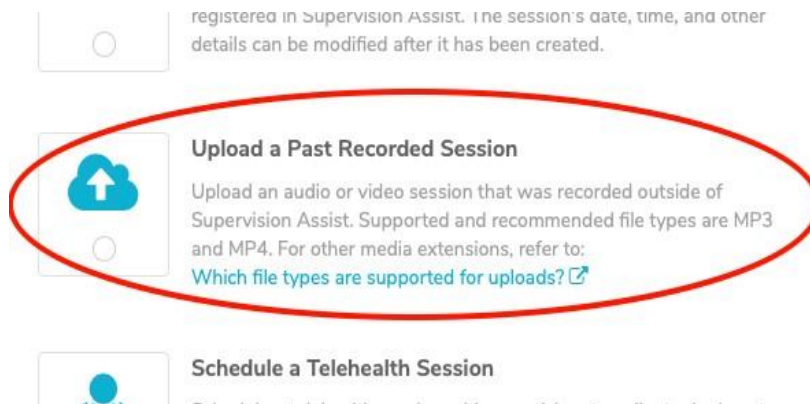 registered in Supervision Assist. The session's date, time, and other
details can be modified after it has been created.
Upload a Past Recorded Session
Upload an audio or video session that was recorded outside of
Supervision Assist. Supported and recommended file types are MP3
and MP4. For other media extensions, refer to:
Which file types are supported for uploads?
Schedule a Telehealth Session